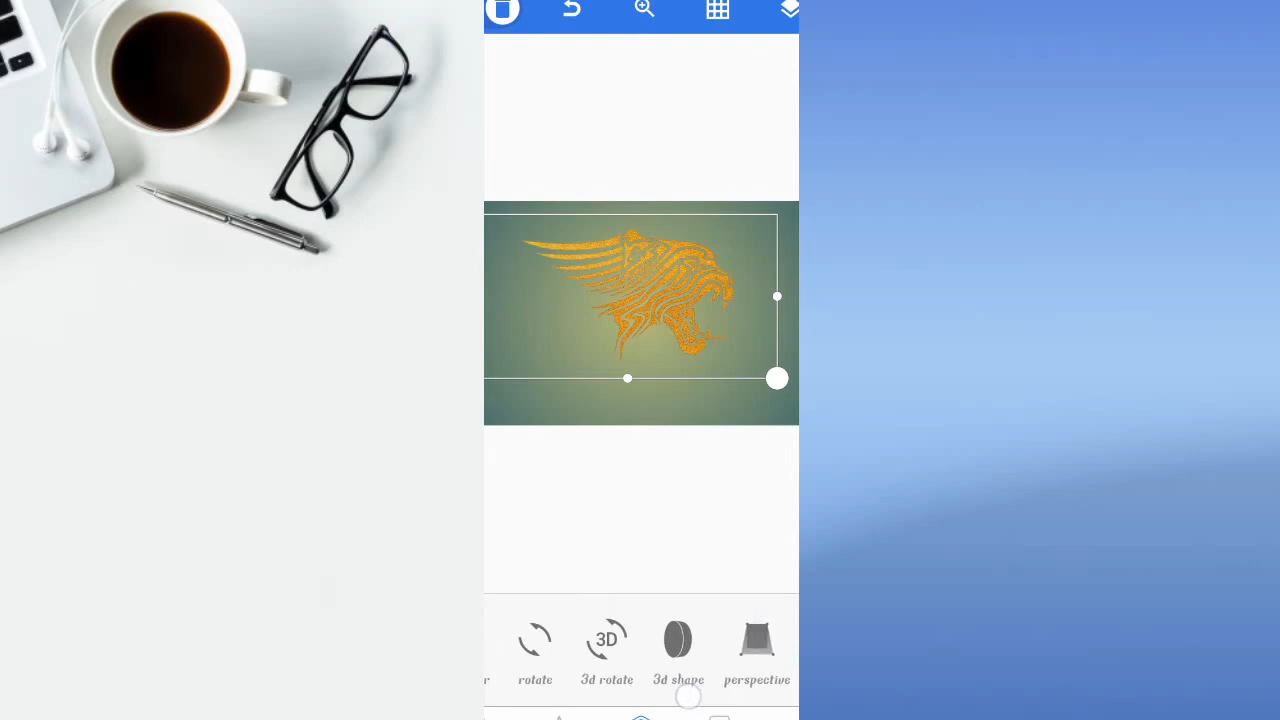 r
rotate
3D
3d rotate
3d shape
perspective